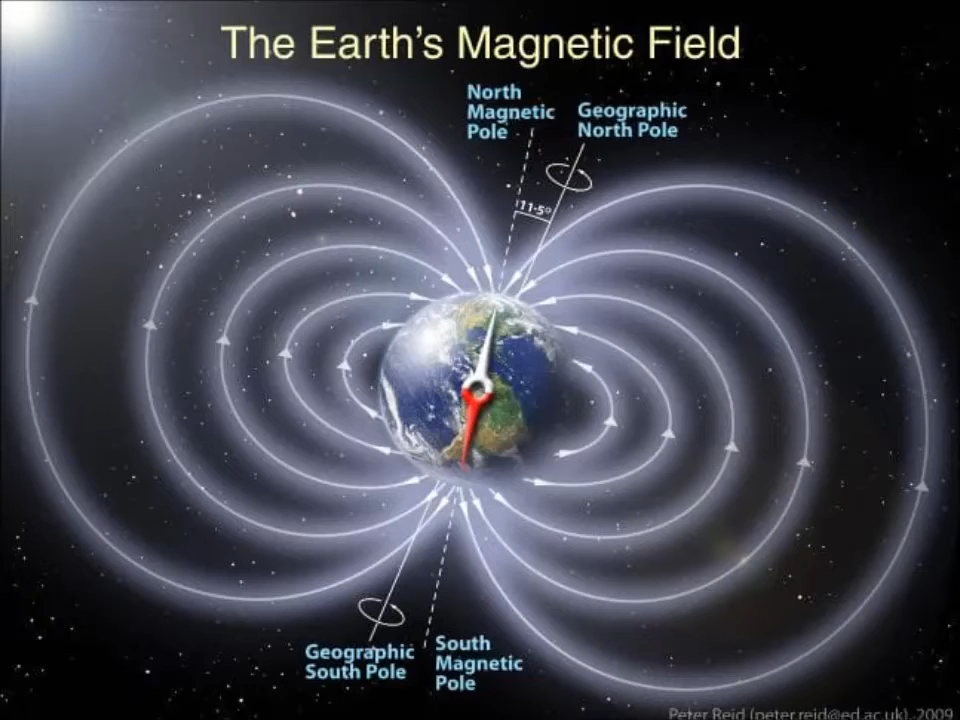 The Earth's Magnetic Field
North
Magnetic
Pole
Geographic
North Pole
11·5°
Geographic
South Pole
South
Magnetic
Pole
Peter Reid (peter.reid@ed.ac.uk), 2009